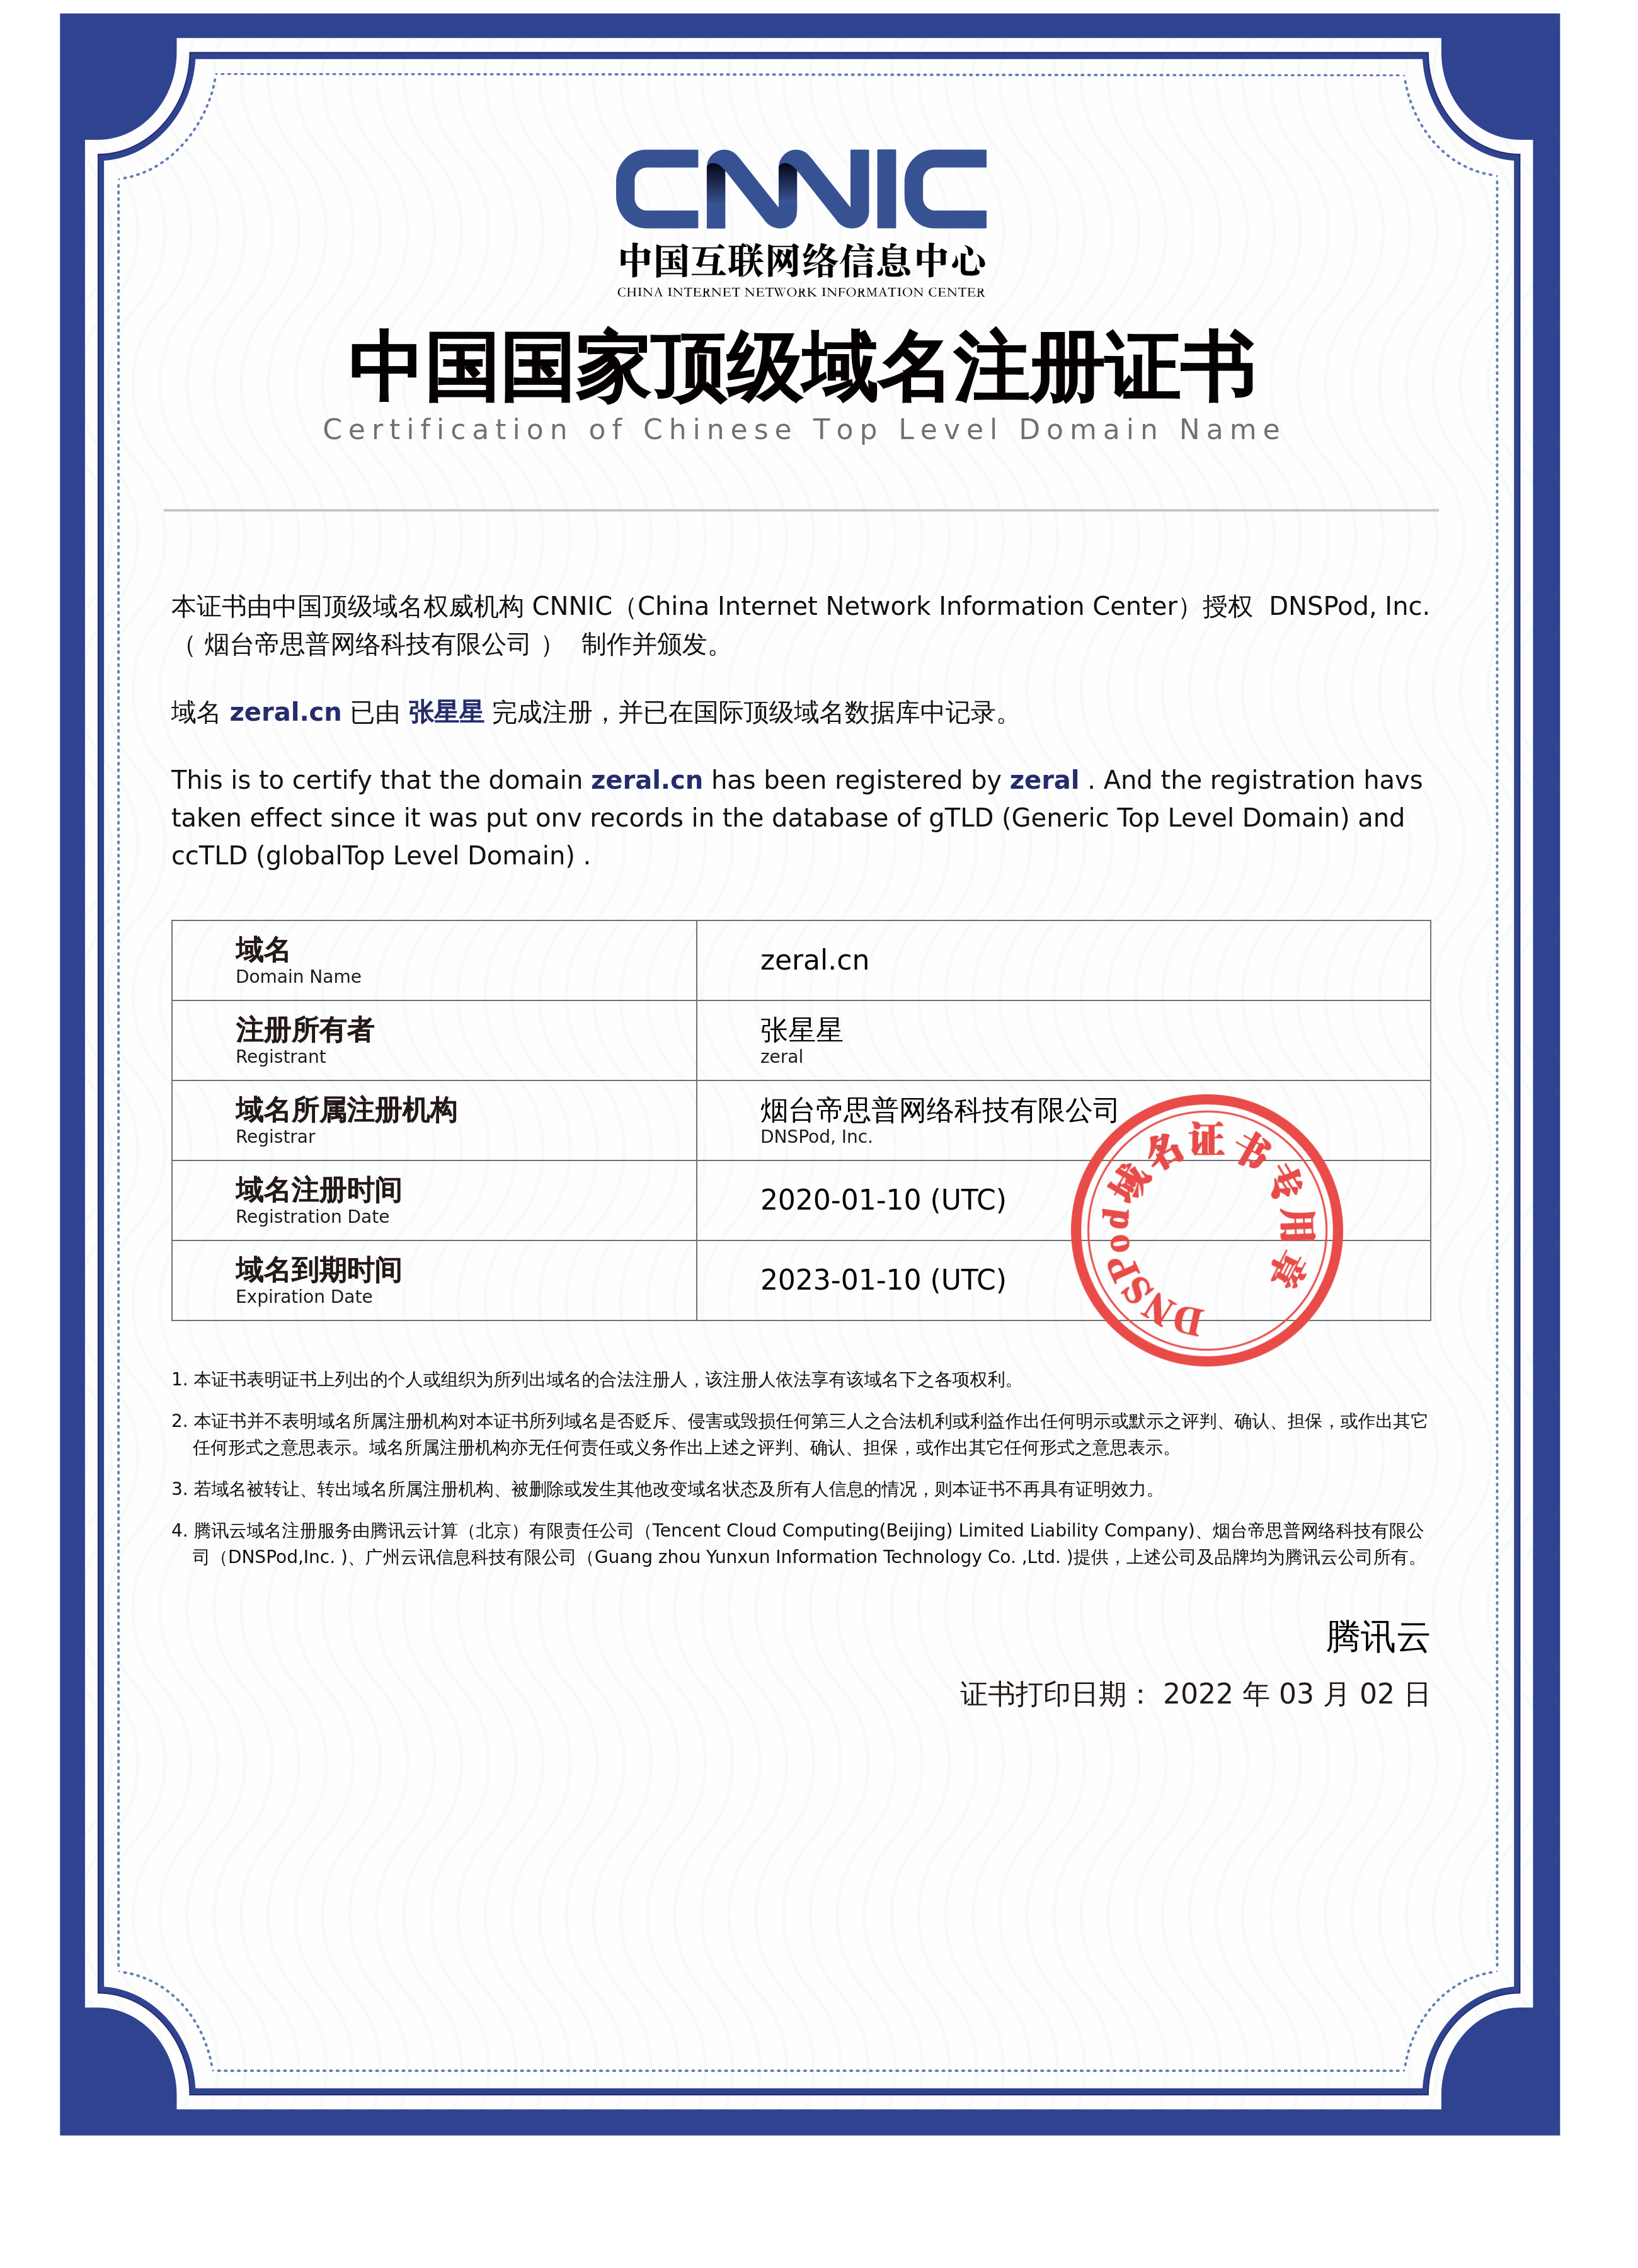 CNNIC
中国互联网络信息中心
CHINA INTERNET NETWORK INFORMATION CENTER
中国国家顶级域名注册证书
Certification of Chinese Top Level Domain Name
本证书由中国顶级域名权威机构 CNNIC（China Internet Network Information Center）授权 DNSPod, Inc.
（ 烟台帝思普网络科技有限公司 ） 制作并颁发。
域名 zeral.cn 已由 张星星 完成注册，并已在国际顶级域名数据库中记录。
This is to certify that the domain zeral.cn has been registered by zeral . And the registration havs
taken effect since it was put onv records in the database of gTLD (Generic Top Level Domain) and
ccTLD (globalTop Level Domain) .
域名
Domain Name
zeral.cn
注册所有者
Registrant
张星星
zeral
域名所属注册机构
Registrar
烟台帝思普网络科技有限公司
DNSPod, Inc.
域名注册时间
Registration Date
2020-01-10 (UTC)
域名到期时间
Expiration Date
2023-01-10 (UTC)
DNSPod域名证书专用章
1. 本证书表明证书上列出的个人或组织为所列出域名的合法注册人，该注册人依法享有该域名下之各项权利。
2. 本证书并不表明域名所属注册机构对本证书所列域名是否贬斥、侵害或毁损任何第三人之合法机利或利益作出任何明示或默示之评判、确认、担保，或作出其它
任何形式之意思表示。域名所属注册机构亦无任何责任或义务作出上述之评判、确认、担保，或作出其它任何形式之意思表示。
3. 若域名被转让、转出域名所属注册机构、被删除或发生其他改变域名状态及所有人信息的情况，则本证书不再具有证明效力。
4. 腾讯云域名注册服务由腾讯云计算（北京）有限责任公司（Tencent Cloud Computing(Beijing) Limited Liability Company)、烟台帝思普网络科技有限公
司（DNSPod,Inc. )、广州云讯信息科技有限公司（Guang zhou Yunxun Information Technology Co. ,Ltd. )提供，上述公司及品牌均为腾讯云公司所有。
腾讯云
证书打印日期： 2022 年 03 月 02 日